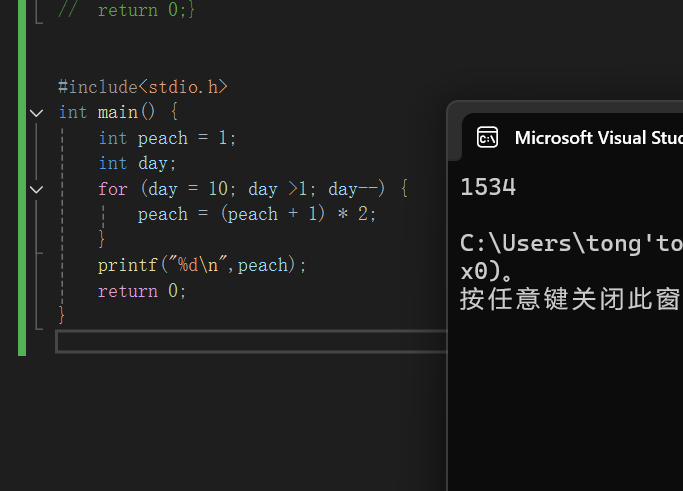 // return 0;}
#include<stdio.h>
int main() {
int peach = 1;
int day;
for (day = 10; day >1; day--) {
peach = (peach + 1) * 2;
}
printf("%d\n",peach);
return 0;
}
Microsoft Visual Stud
1534
C:\Users\tong'to
x0)。
按任意键关闭此窗